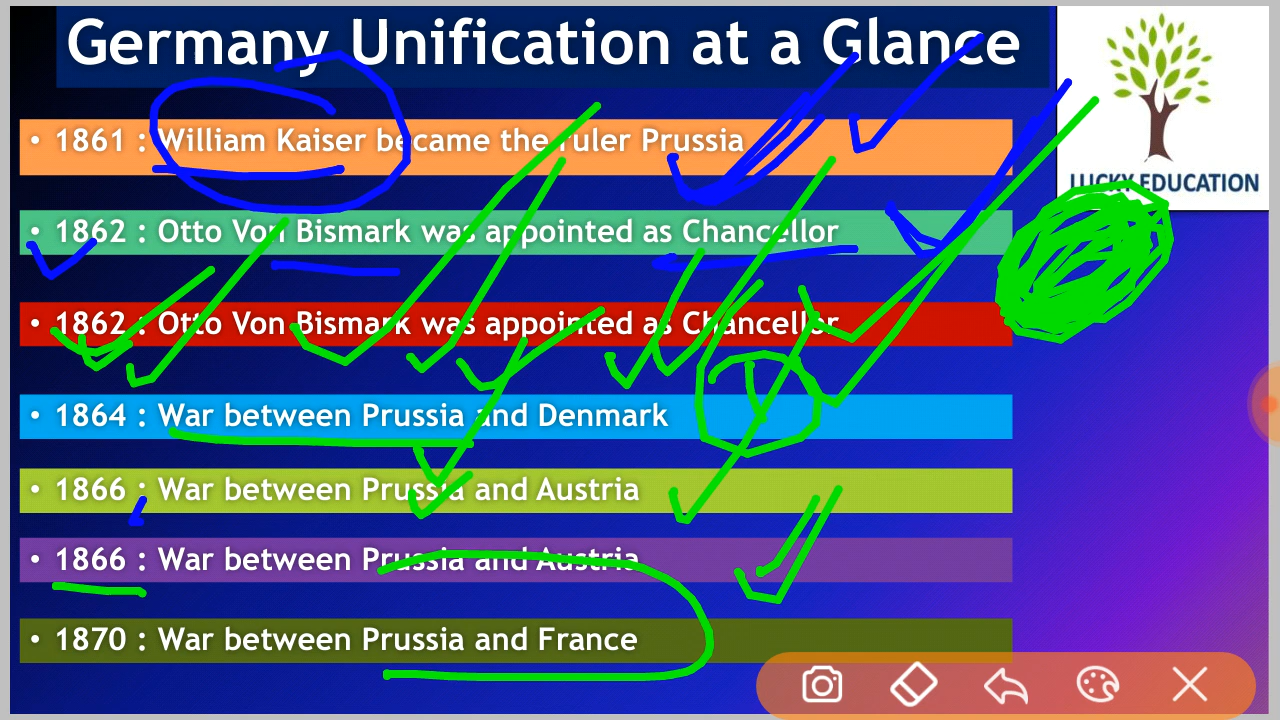 Germany Unification at a Glance
• 1861 : William Kaiser became the ruler Prussia
LUCKY EDUCATION
• 1862 : Otto Von Bismark was appointed as Chancellor
• 1862 : Otto Von Bismark was appointed as Chancellor
• 1864 : War between Prussia and Denmark
• 1866 : War between Prussia and Austria
• 1866 : War between Prussia and Austria
• 1870 : War between Prussia and France